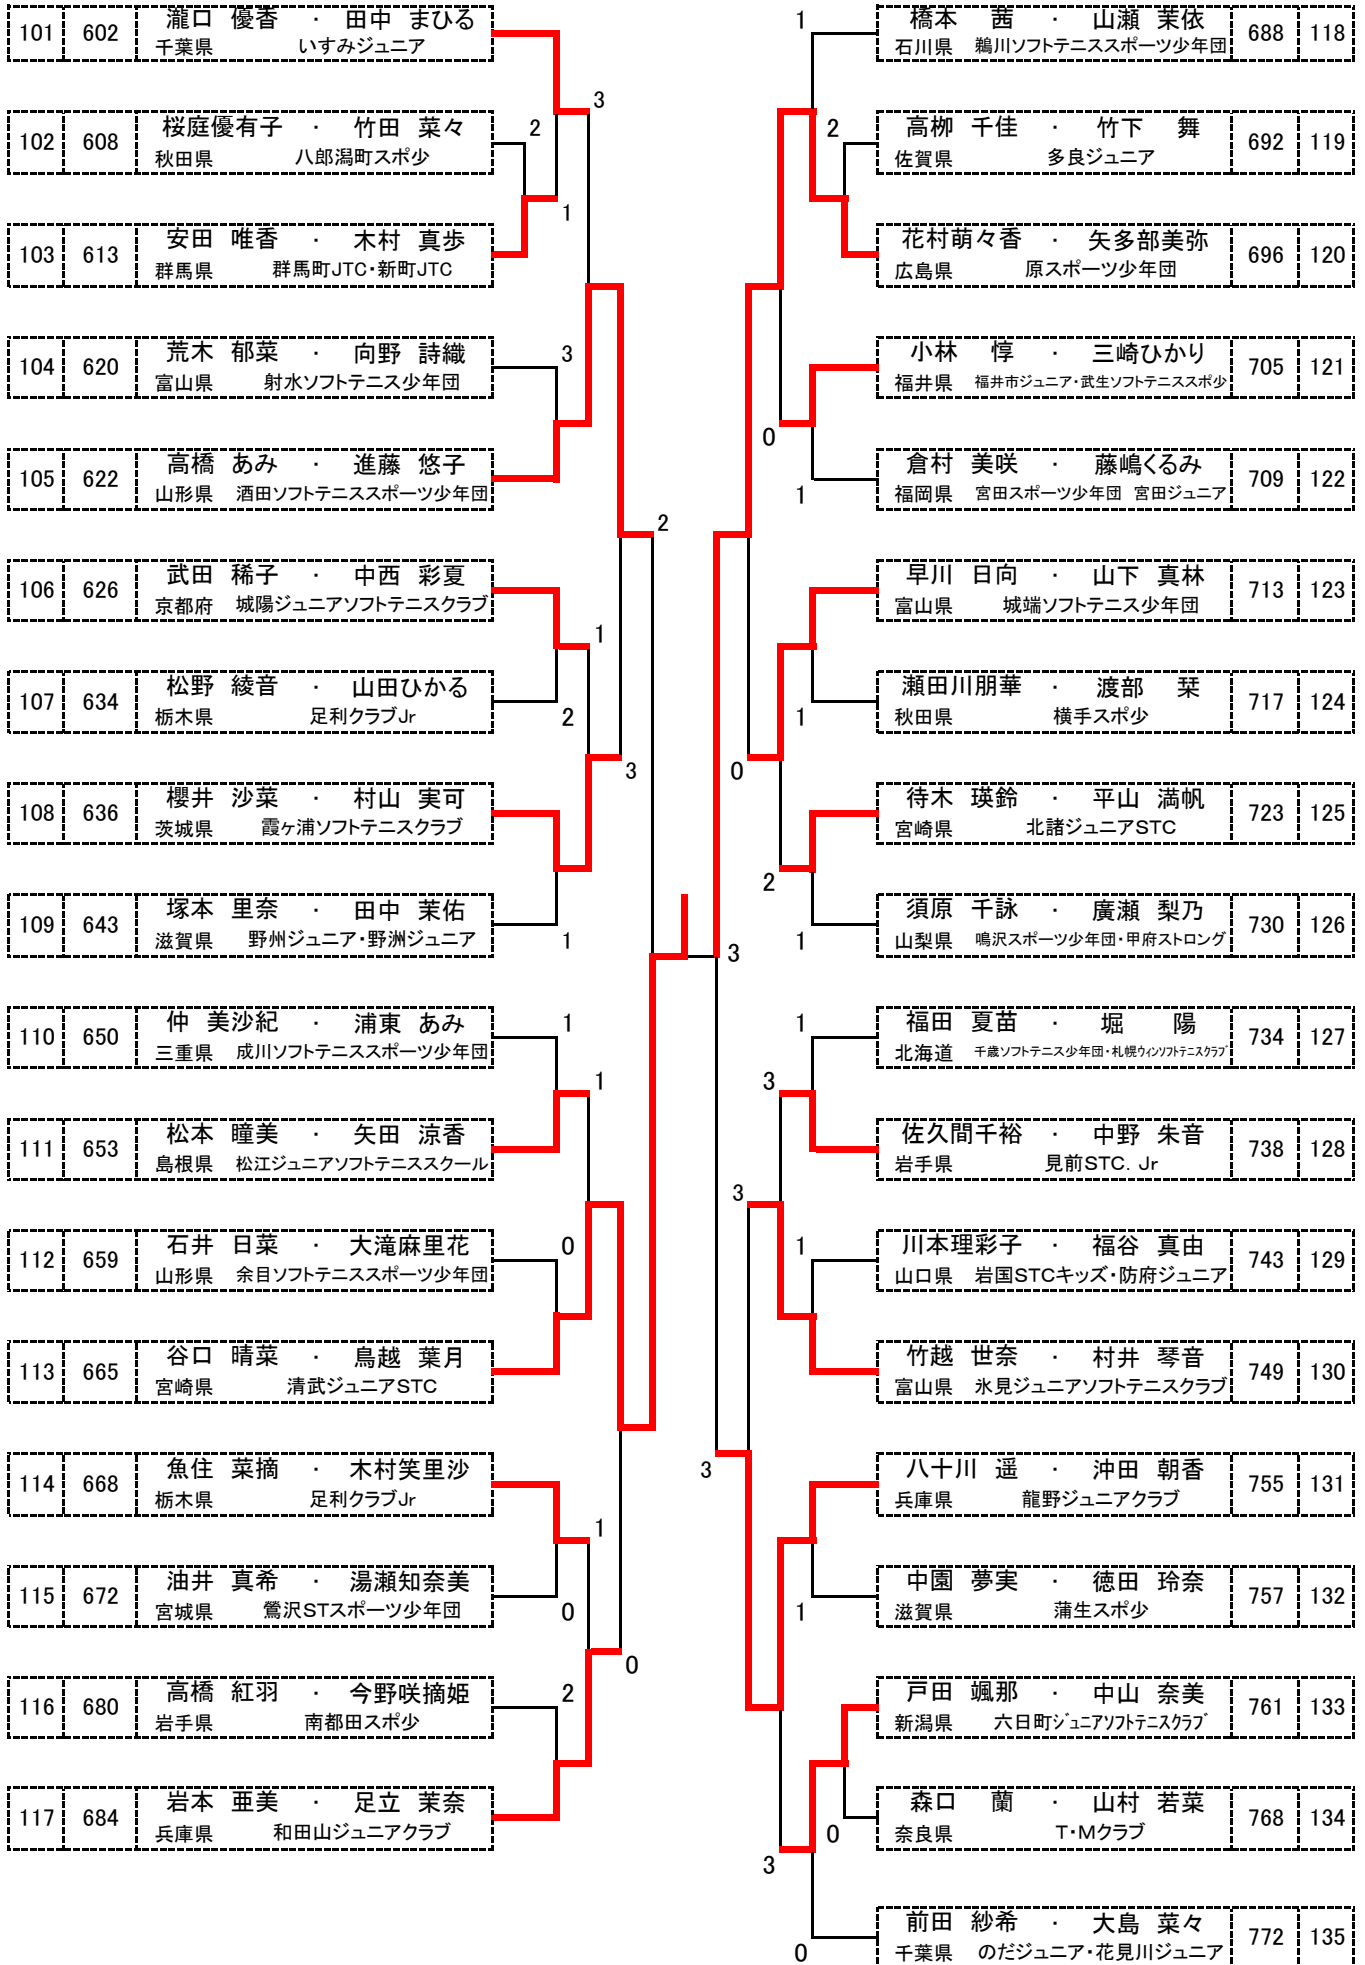 101 602 瀧口 優香 ・ 田中 まひる
千葉県 いすみジュニア
3
102 608 桜庭優有子 ・ 竹田 菜々
秋田県 八郎潟町スポ少
2
1
103 613 安田 唯香 ・ 木村 真歩
群馬県 群馬町JTC・新町JTC
104 620 荒木 郁菜 ・ 向野 詩織
富山県 射水ソフトテニス少年団
3
105 622 高橋 あみ ・ 進藤 悠子
山形県 酒田ソフトテニススポーツ少年団
2
106 626 武田 稀子 ・ 中西 彩夏
京都府 城陽ジュニアソフトテニスクラブ
1
107 634 松野 綾音 ・ 山田ひかる
栃木県 足利クラブJr
2
3
108 636 櫻井 沙菜 ・ 村山 実可
茨城県 霞ヶ浦ソフトテニスクラブ
109 643 塚本 里奈 ・ 田中 茉佑
滋賀県 野州ジュニア・野洲ジュニア
1
110 650 仲 美沙紀 ・ 浦東 あみ
三重県 成川ソフトテニススポーツ少年団
1
1
111 653 松本 瞳美 ・ 矢田 涼香
島根県 松江ジュニアソフトテニススクール
112 659 石井 日菜 ・ 大滝麻里花
山形県 余目ソフトテニススポーツ少年団
0
113 665 谷口 晴菜 ・ 鳥越 葉月
宮崎県 清武ジュニアSTC
114 668 魚住 菜摘 ・ 木村笑里沙
栃木県 足利クラブJr
1
115 672 油井 真希 ・ 湯瀬知奈美
宮城県 鶯沢STスポーツ少年団
0
0
116 680 高橋 紅羽 ・ 今野咲摘姫
岩手県 南都田スポ少
2
117 684 岩本 亜美 ・ 足立 茉奈
兵庫県 和田山ジュニアクラブ
1
橋本 茜 ・ 山瀬 茉依 688 118
石川県 鵜川ソフトテニススポーツ少年団
2
高栁 千佳 ・ 竹下 舞 692 119
佐賀県 多良ジュニア
花村萌々香 ・ 矢多部美弥 696 120
広島県 原スポーツ少年団
小林 惇 ・ 三崎ひかり 705 121
福井県 福井市ジュニア・武生ソフトテニススポ少
0
倉村 美咲 ・ 藤嶋くるみ 709 122
福岡県 宮田スポーツ少年団 宮田ジュニア
1
早川 日向 ・ 山下 真林 713 123
富山県 城端ソフトテニス少年団
瀬田川朋華 ・ 渡部 栞 717 124
秋田県 横手スポ少
1
0
待木 瑛鈴 ・ 平山 満帆 723 125
宮崎県 北諸ジュニアSTC
2
須原 千詠 ・ 廣瀬 梨乃 730 126
山梨県 鳴沢スポーツ少年団・甲府ストロング
1
3
福田 夏苗 ・ 堀 陽 734 127
北海道 千歳ソフトテニス少年団・札幌ウィンソフトテニスクラブ
1
3
佐久間千裕 ・ 中野 朱音 738 128
岩手県 見前STC. Jr
3
川本理彩子 ・ 福谷 真由 743 129
山口県 岩国STCキッズ・防府ジュニア
1
竹越 世奈 ・ 村井 琴音 749 130
富山県 氷見ジュニアソフトテニスクラブ
3
八十川 遥 ・ 沖田 朝香 755 131
兵庫県 龍野ジュニアクラブ
中園 夢実 ・ 徳田 玲奈 757 132
滋賀県 蒲生スポ少
1
戸田 颯那 ・ 中山 奈美 761 133
新潟県 六日町ジュニアソフトテニスクラブ
森口 蘭 ・ 山村 若菜 768 134
奈良県 T・Mクラブ
0
3
前田 紗希 ・ 大島 菜々 772 135
千葉県 のだジュニア・花見川ジュニア
0